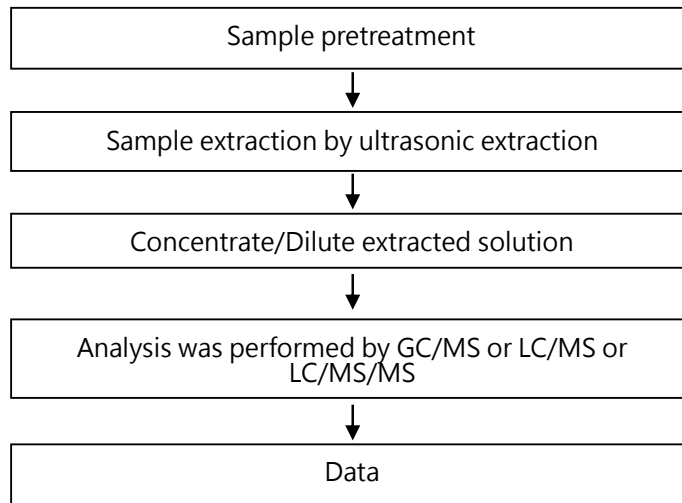 Sample pretreatment
Sample extraction by ultrasonic extraction
Concentrate/Dilute extracted solution
Analysis was performed by GC/MS or LC/MS or
LC/MS/MS
Data